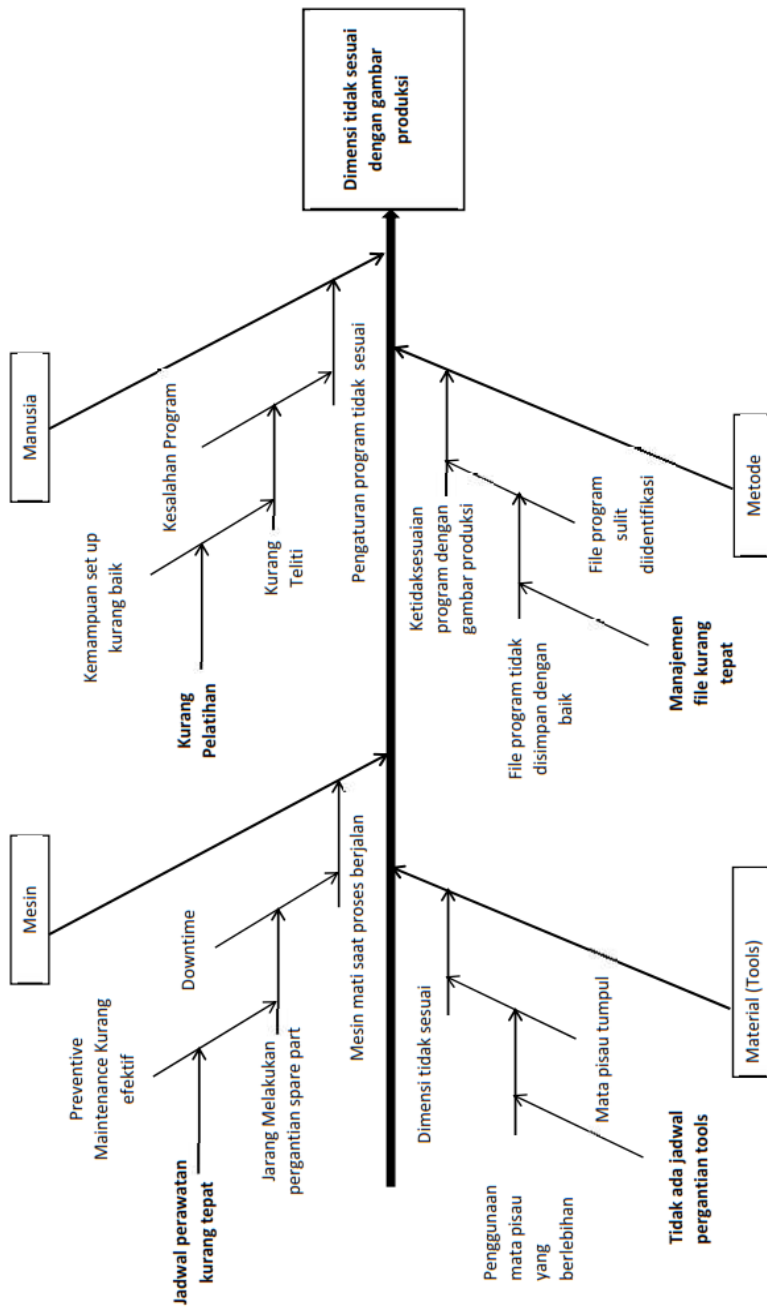 Mesin
Preventive
Maintenance Kurang
efektif
Downtime
Jadwal perawatan
kurang tepat
Jarang Melakukan
pergantian spare part
Mesin mati saat proses berjalan
Manusia
Kemampuan set up
kurang baik
Kesalahan Program
Kurang
Pelatihan
Kurang
Teliti
Pengaturan program tidak sesuai
Dimensi tidak sesuai
dengan gambar
produksi
Dimensi tidak sesuai
Penggunaan
mata pisau
yang
berlebihan
Mata pisau tumpul
Tidak ada jadwal
pergantian tools
Material (Tools)
Ketidaksesuaian
program dengan
gambar produksi
File program tidak
disimpan dengan
baik
File program
sulit
diidentifikasi
Manajemen
file kurang
tepat
Metode